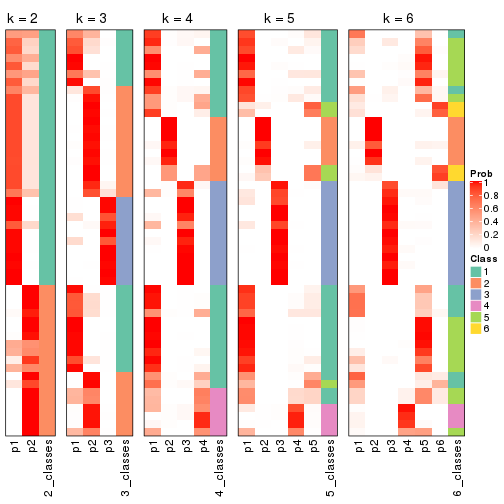 k = 2
k = 3
k = 4
k = 5
k = 6
Prob
1
0.8
0.6
0.4
0.2
0
Class
1
2
3
4
5
6
p1
p2
2_classes
p1
p2
p3
3_classes
p1
p2
p3
p4
4_classes
p1
p2
p3
p4
p5
5_classes
p1
p2
p3
p4
p5
p6
6_classes